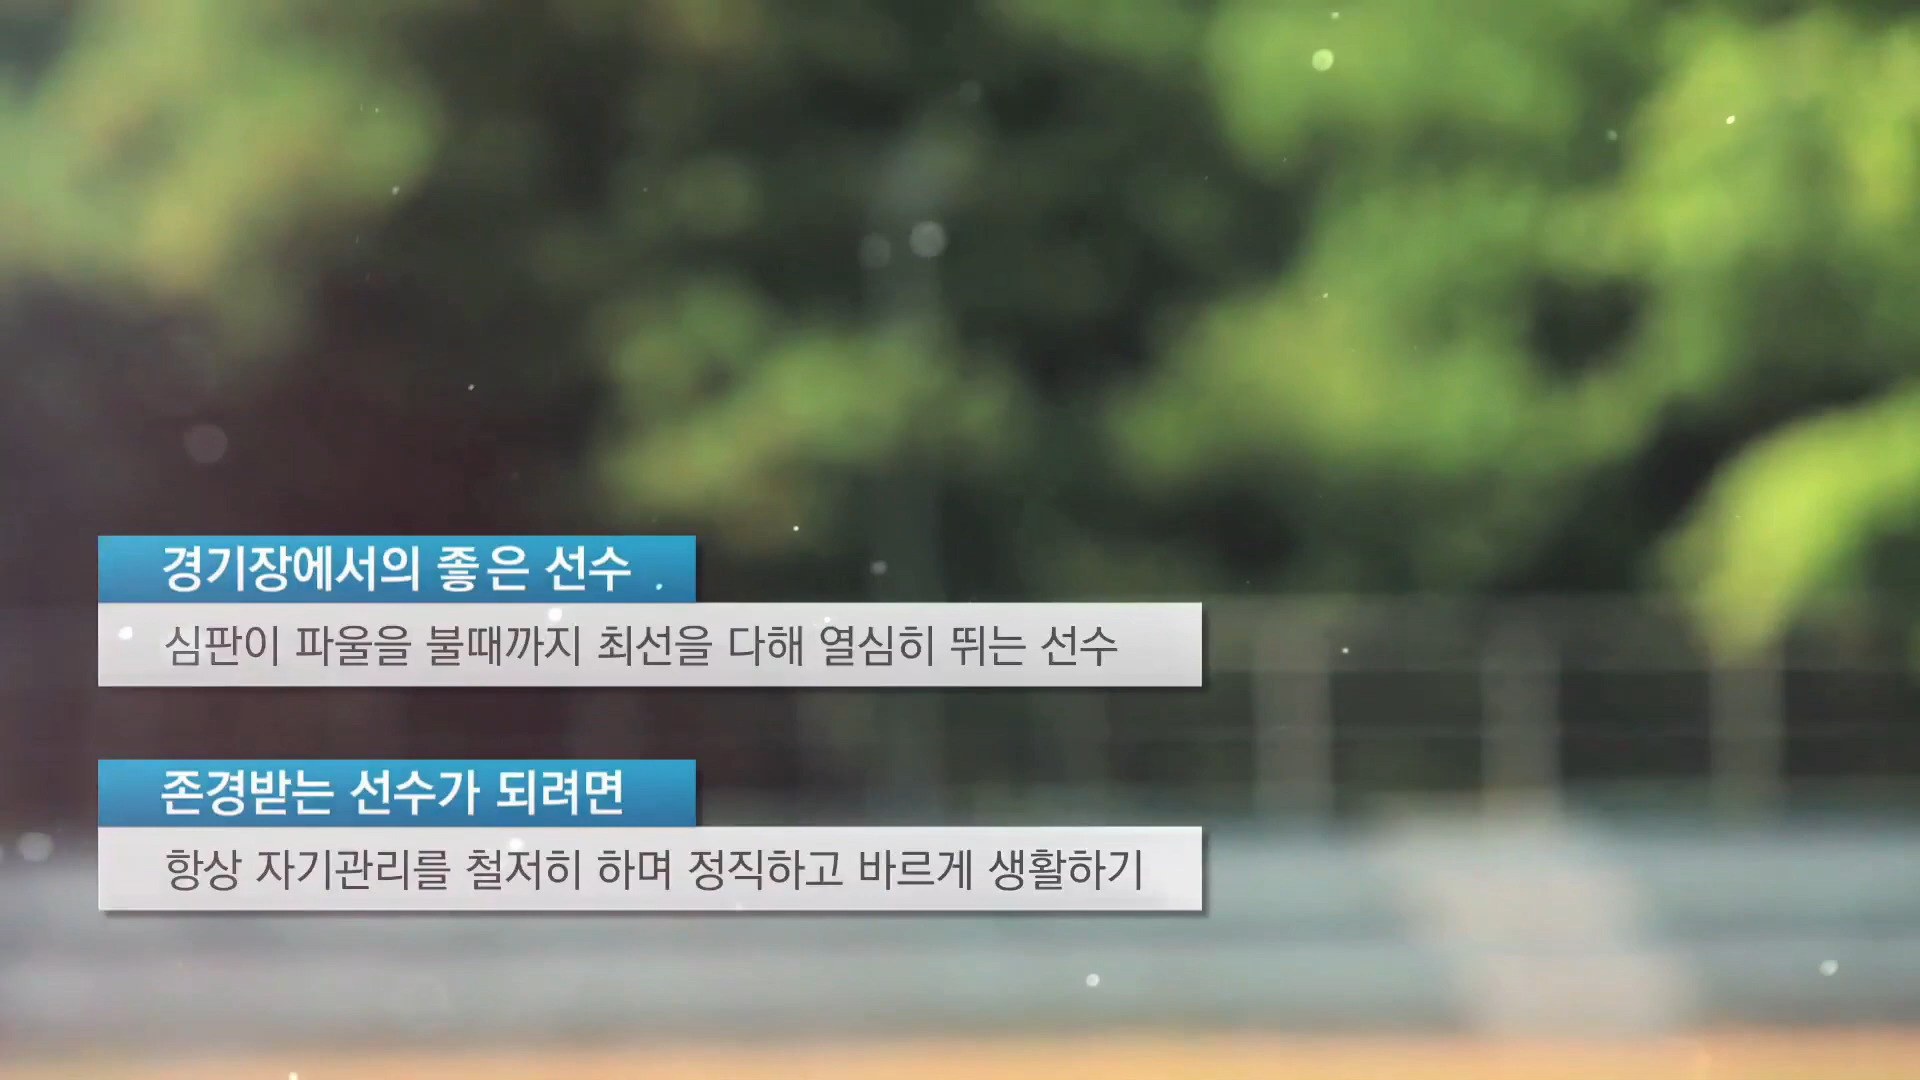 경기장에서의 좋은 선수
심판이 파울을 불때까지 최선을 다해 열심히 뛰는 선수
존경받는 선수가 되려면
항상 자기관리를 철저히 하며 정직하고 바르게 생활하기